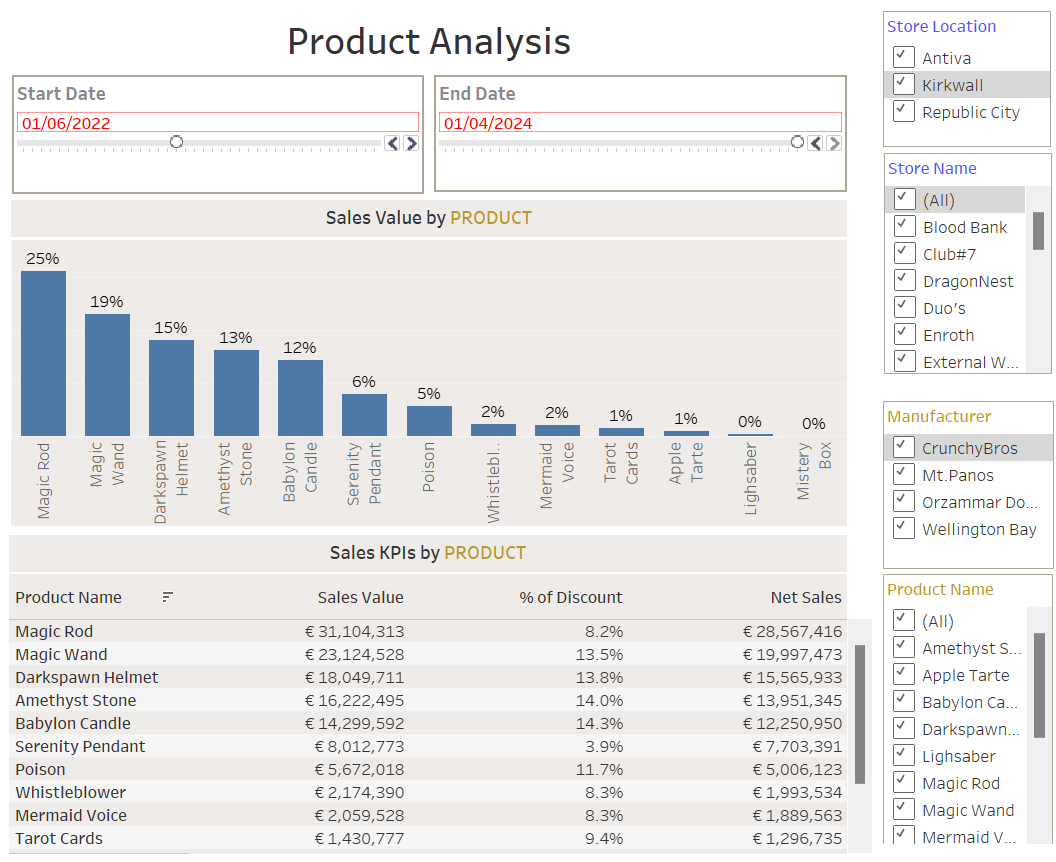 Product Analysis
Start Date
01/06/2022
End Date
01/04/2024
Sales Value by PRODUCT
25%
19%
15%
13%
12%
6%
5%
2%
2%
1%
1%
0%
0%
Magic Rod
Magic Wand
Darkspawn Helmet
Amethyst Stone
Babylon Candle
Serenity Pendant
Poison
Whistlebl..
Mermaid Voice
Tarot Cards
Apple Tarte
Lighsaber
Mistery Box
Sales KPIs by PRODUCT
Product Name Sales Value % of Discount Net Sales
Magic Rod € 31,104,313 8.2% € 28,567,416
Magic Wand € 23,124,528 13.5% € 19,997,473
Darkspawn Helmet € 18,049,711 13.8% € 15,565,933
Amethyst Stone € 16,222,495 14.0% € 13,951,345
Babylon Candle € 14,299,592 14.3% € 12,250,950
Serenity Pendant € 8,012,773 3.9% € 7,703,391
Poison € 5,672,018 11.7% € 5,006,123
Whistleblower € 2,174,390 8.3% € 1,993,534
Mermaid Voice € 2,059,528 8.3% € 1,889,563
Tarot Cards € 1,430,777 9.4% € 1,296,735
Store Location
Antiva
Kirkwall
Republic City
Store Name
(All)
Blood Bank
Club#7
DragonNest
Duo's
Enroth
External W...
Manufacturer
CrunchyBros
Mt.Panos
Orzammar Do...
Wellington Bay
Product Name
(All)
Amethyst S...
Apple Tarte
Babylon Ca...
Darkspawn...
Lighsaber
Magic Rod
Magic Wand
Mermaid V...